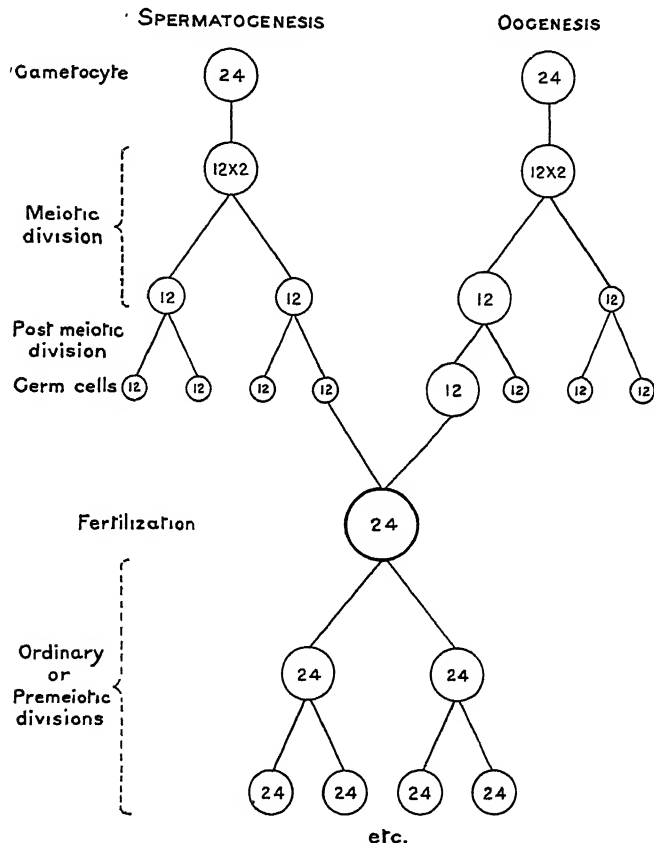 SPERMATOGENESIS OOGENESIS
Gametocyte 24 24
12X2 12X2
Meiotic
division
12 12 12 12
Post meiotic
division
Germ cells 12 12 12 12 12 12 12 12
Fertilization 24
Ordinary
or
Premeiotic
divisions
24 24
24 24 24 24
etc.